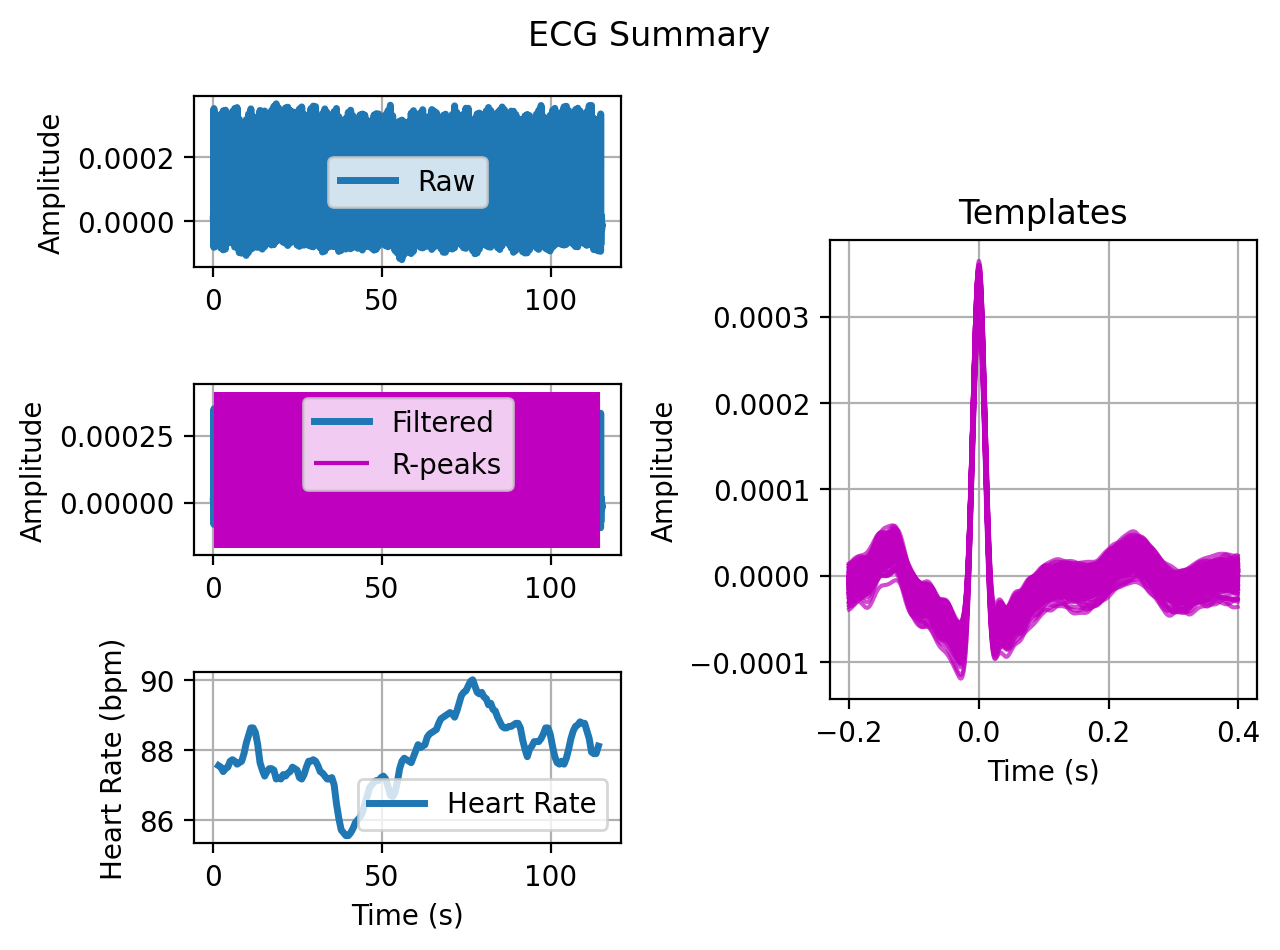 ECG Summary
Amplitude
0.0002
0.0000
Raw
0
50
100
Amplitude
0.00025
0.00000
Filtered
R-peaks
0
50
100
Heart Rate (bpm)
90
88
86
Heart Rate
0
50
100
Time (s)
Templates
Amplitude
0.0003
0.0002
0.0001
0.0000
−0.0001
−0.2
0.0
0.2
0.4
Time (s)